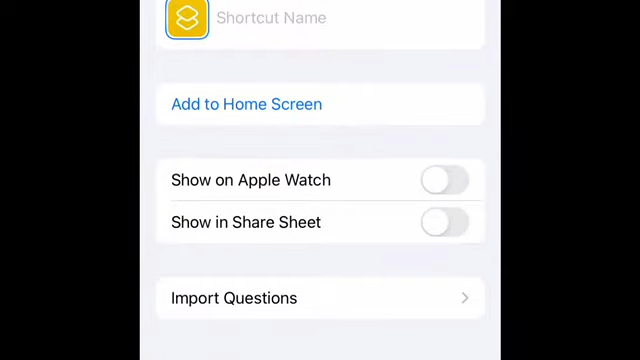 Shortcut Name
Add to Home Screen
Show on Apple Watch
Show in Share Sheet
Import Questions